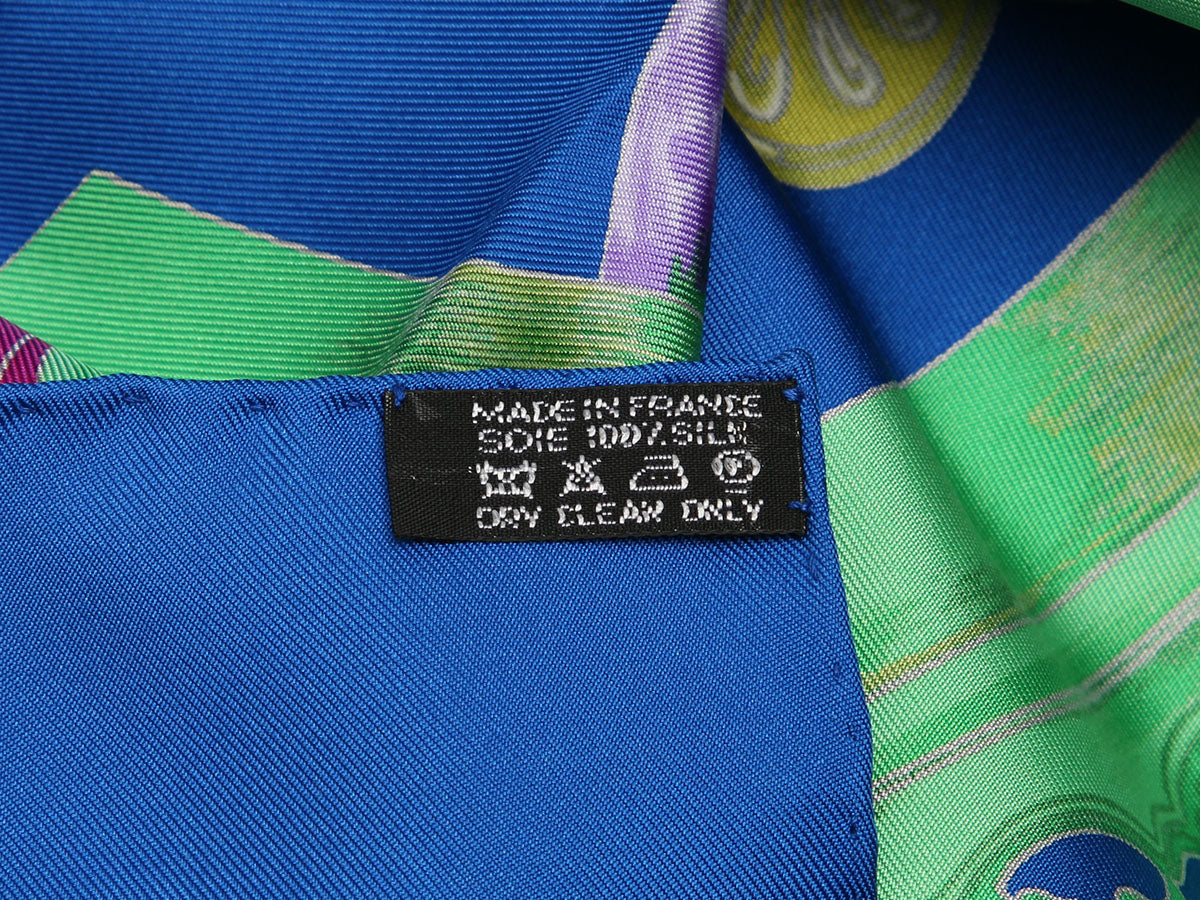 MADE IN FRANCE
SOIE 100% SILK
DRY CLEAN ONLY